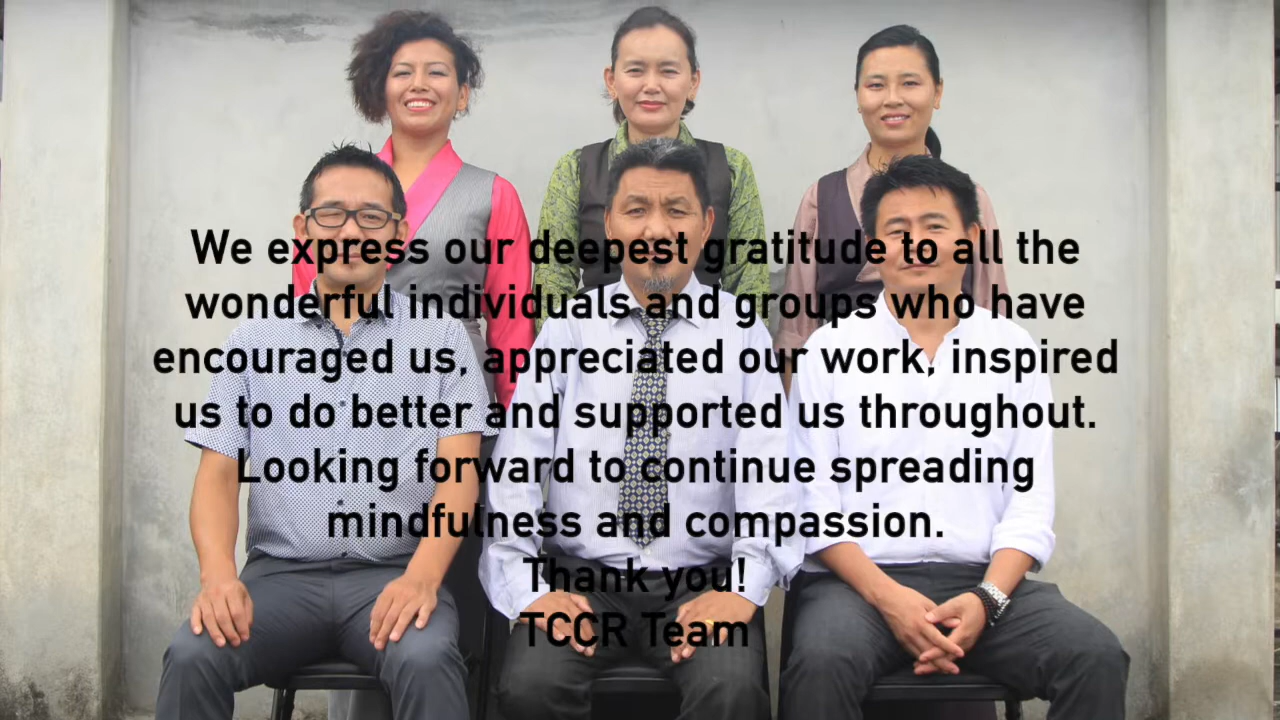 We express our deepest gratitude to all the
wonderful individuals and groups who have
encouraged us, appreciated our work, inspired
us to do better and supported us throughout.
Looking forward to continue spreading
mindfulness and compassion.
Thank you!
TCCR Team